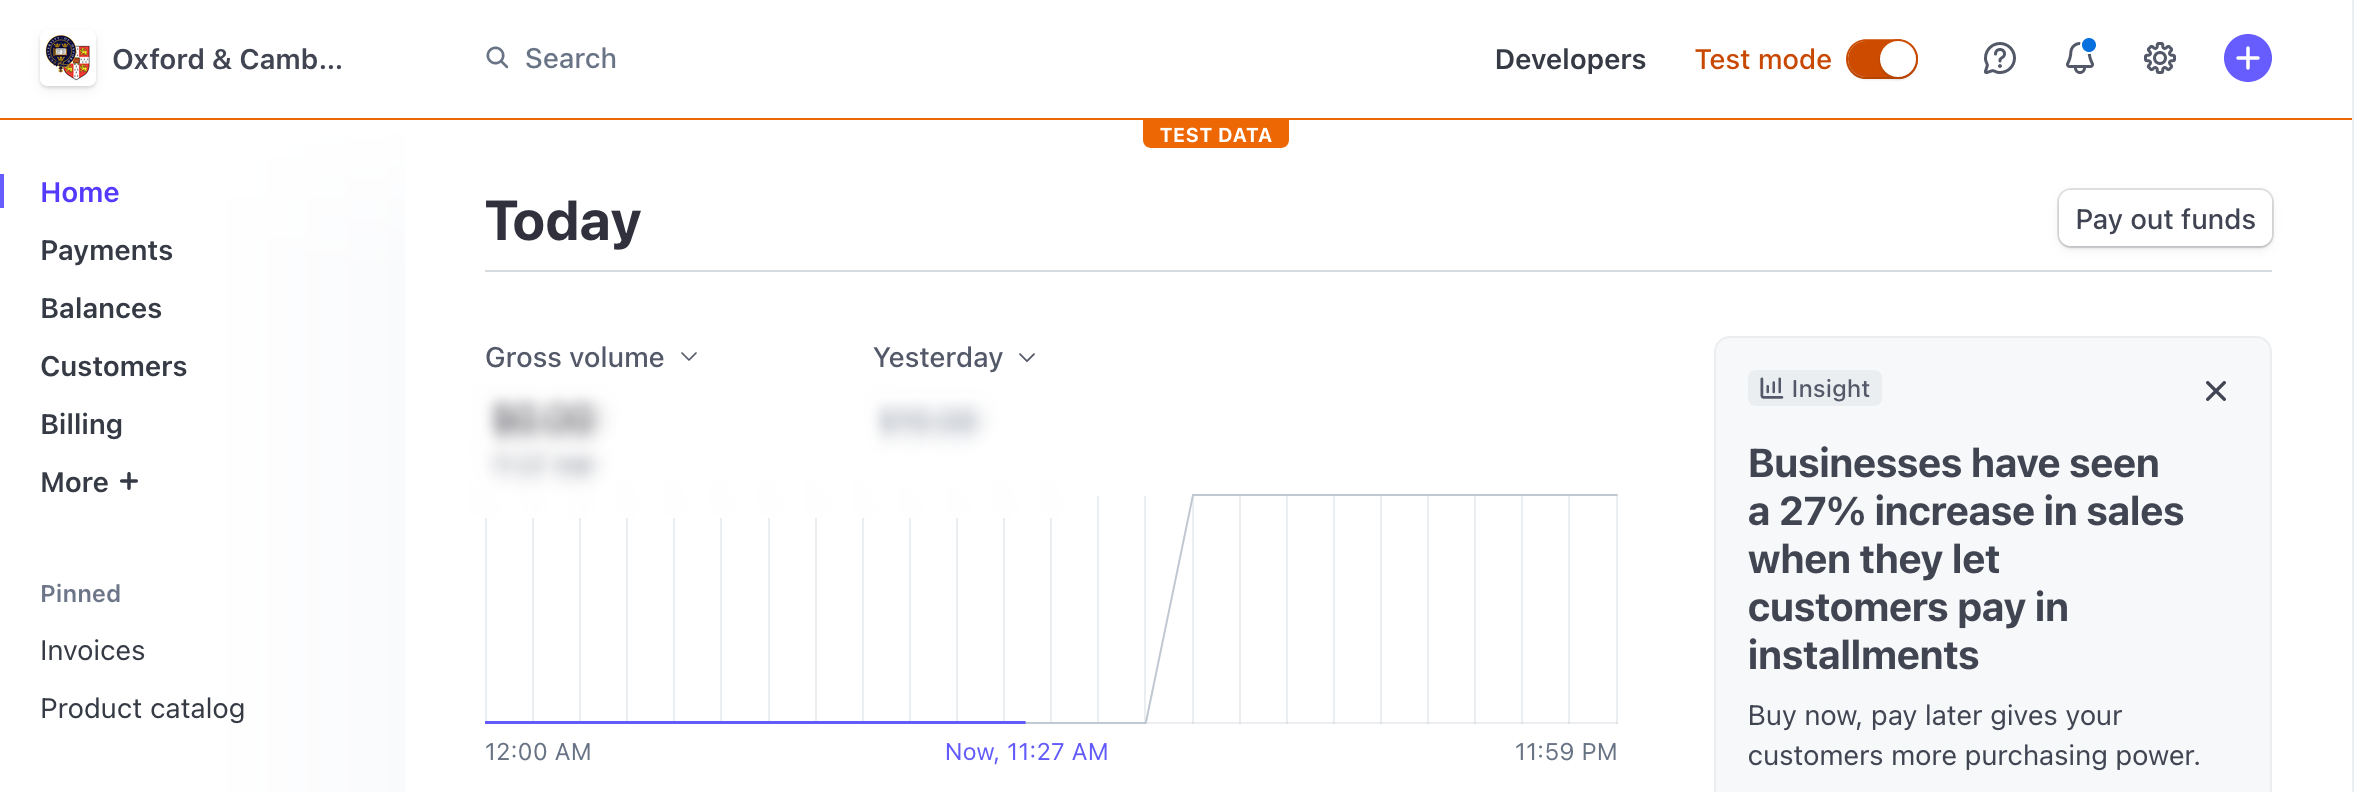 Oxford & Camb...
Search
Developers
Test mode
TEST DATA
Home
Payments
Balances
Customers
Billing
More +
Pinned
Invoices
Product catalog
Today
Pay out funds
Gross volume
Yesterday
12:00 AM
Now, 11:27 AM
11:59 PM
Insight
Businesses have seen
a 27% increase in sales
when they let
customers pay in
installments
Buy now, pay later gives your
customers more purchasing power.